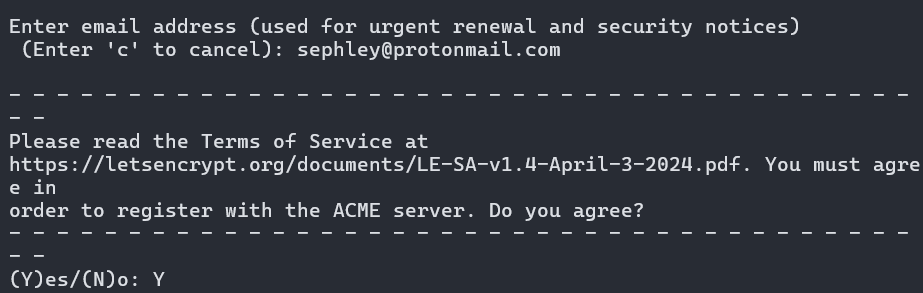 Enter email address (used for urgent renewal and security notices)
 (Enter 'c' to cancel): sephley@protonmail.com

- - - - - - - - - - - - - - - - - - - - - - - - - - - - - - - - - - - - - -
- -
Please read the Terms of Service at
https://letsencrypt.org/documents/LE-SA-v1.4-April-3-2024.pdf. You must agre
e in
order to register with the ACME server. Do you agree?
- - - - - - - - - - - - - - - - - - - - - - - - - - - - - - - - - - - - - -
- -
(Y)es/(N)o: Y